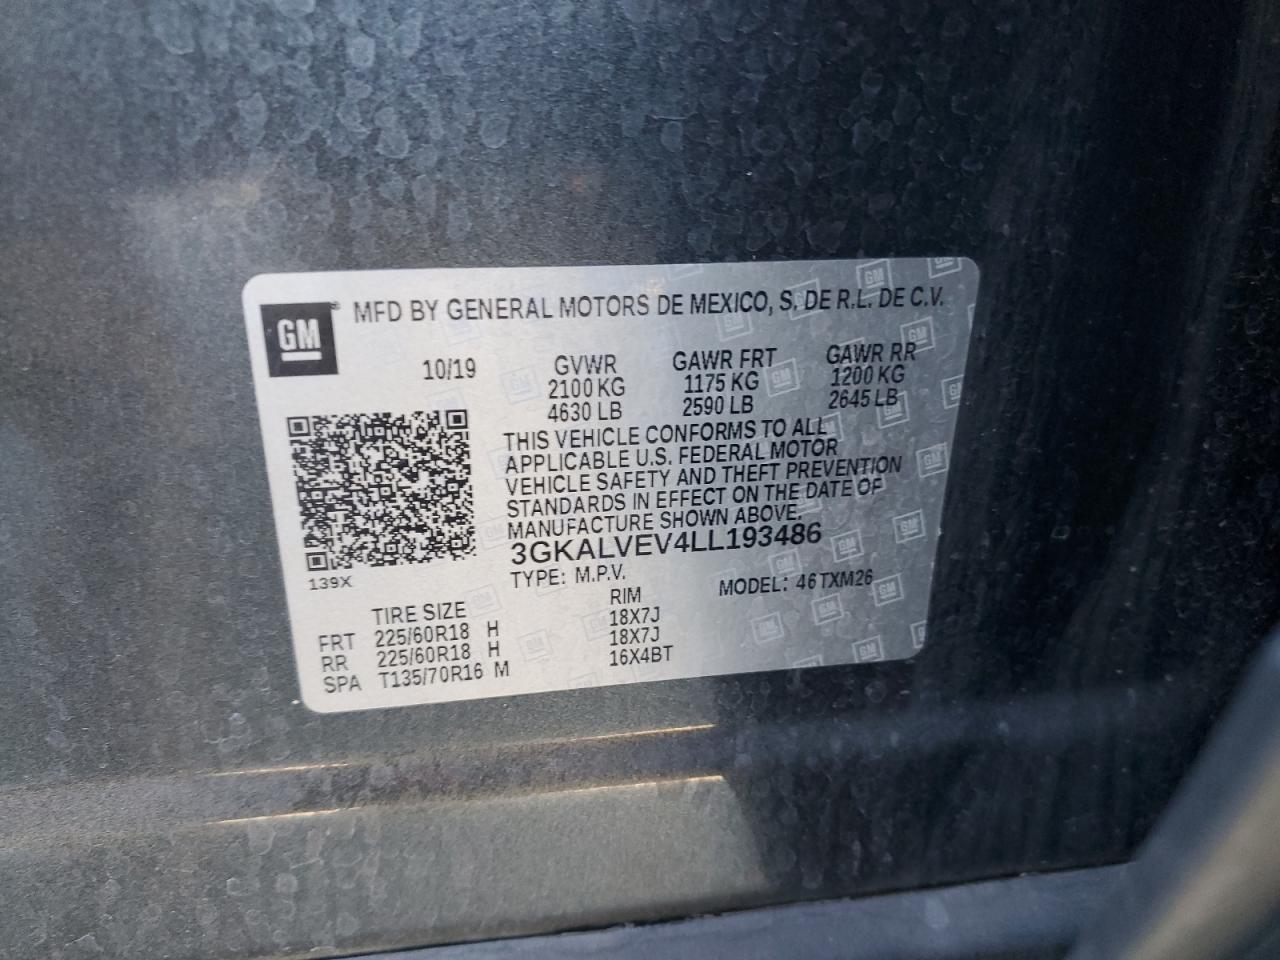 GM ® MFD BY GENERAL MOTORS DE MEXICO, S. DE R.L. DE C.V.
10/19 GVWR GAWR FRT GAWR RR
2100 KG 1175 KG 1200 KG
4630 LB 2590 LB 2645 LB
THIS VEHICLE CONFORMS TO ALL
APPLICABLE U.S. FEDERAL MOTOR
VEHICLE SAFETY AND THEFT PREVENTION
STANDARDS IN EFFECT ON THE DATE OF
MANUFACTURE SHOWN ABOVE.
3GKALVEV4LL193486
139X
TYPE: M.P.V. MODEL: 46TXM26
TIRE SIZE RIM
FRT 225/60R18 H 18X7J
RR 225/60R18 H 18X7J
SPA T135/70R16 M 16X4BT